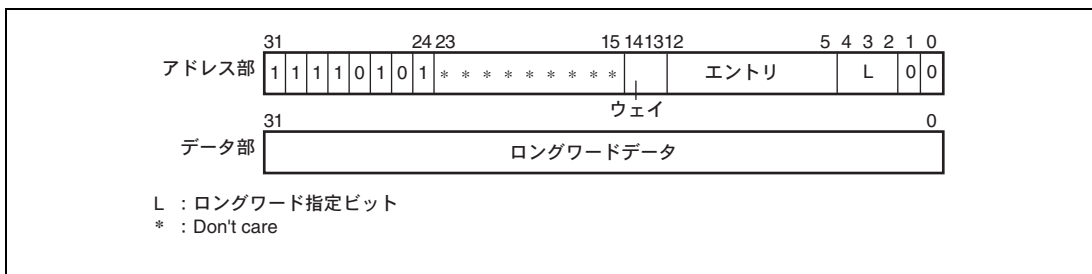 31 24 23 15 14 13 12 5 4 3 2 1 0
アドレス部 1 1 1 1 0 1 0 1 * * * * * * * * * エントリ L 0 0
ウェイ
31 0
データ部 ロングワードデータ
L : ロングワード指定ビット
* : Don't care